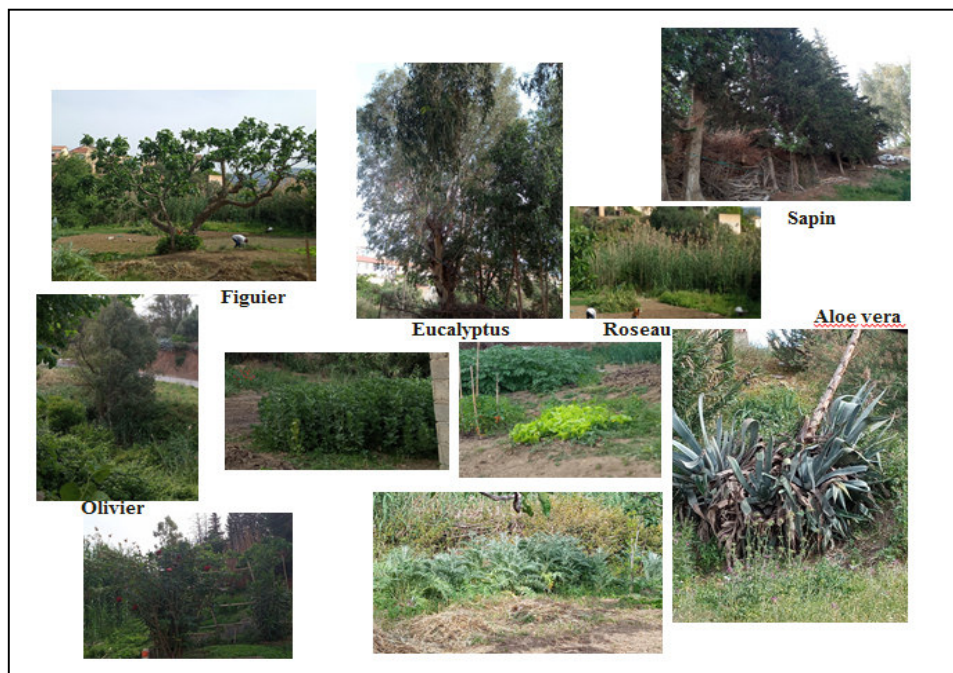 Sapin
Figuier
Eucalyptus
Roseau
Aloe vera
Olivier